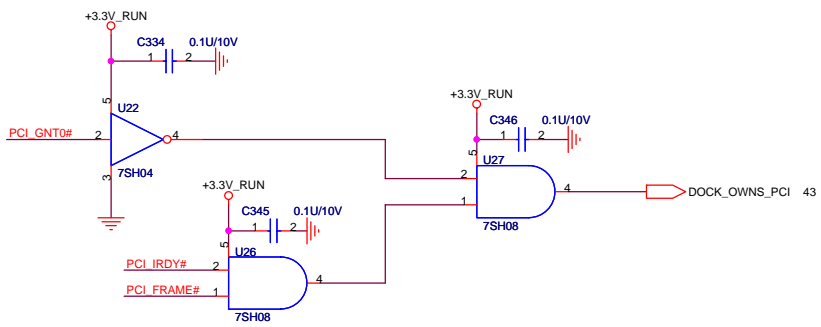 +3.3V_RUN
C334
0.1U/10V
1
2
5
U22
PCI_GNT0#
2
4
3
7SH04
+3.3V_RUN
C346
0.1U/10V
1
2
5
U27
2
1
4
7SH08
DOCK_OWNS_PCI 43
+3.3V_RUN
C345
0.1U/10V
1
2
5
U26
PCI_IRDY#
2
PCI_FRAME#
1
4
7SH08